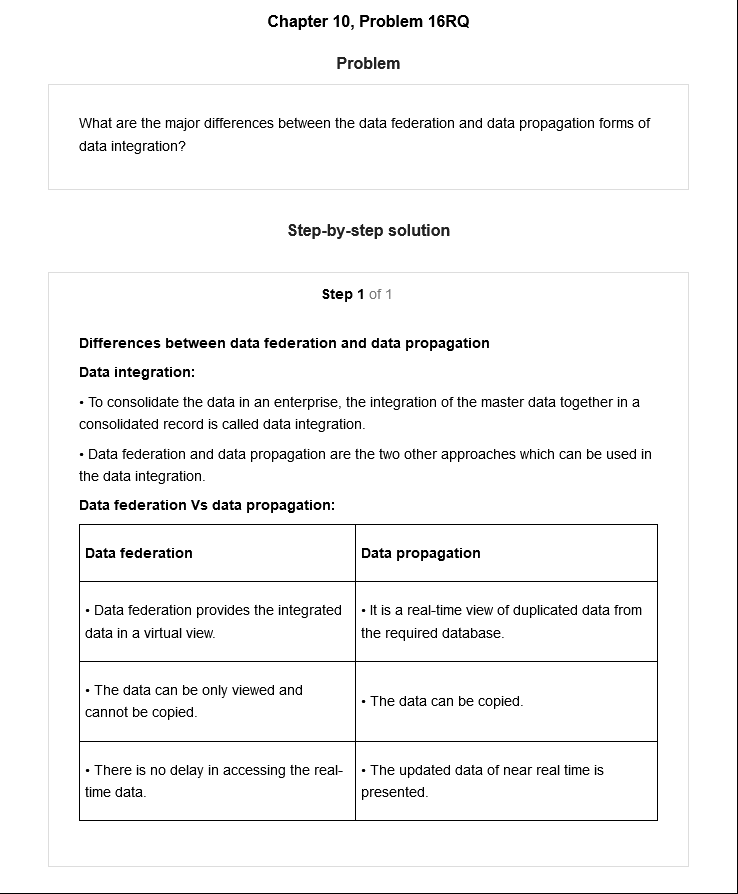 Chapter 10, Problem 16RQ
Problem
What are the major differences between the data federation and data propagation forms of
data integration?
Step-by-step solution
Step 1 of 1
Differences between data federation and data propagation
Data integration:
• To consolidate the data in an enterprise, the integration of the master data together in a
consolidated record is called data integration.
• Data federation and data propagation are the two other approaches which can be used in
the data integration.
Data federation Vs data propagation:
Data federation
Data propagation
• Data federation provides the integrated
data in a virtual view.
• It is a real-time view of duplicated data from
the required database.
• The data can be only viewed and
cannot be copied.
• The data can be copied.
• There is no delay in accessing the real-
time data.
• The updated data of near real time is
presented.